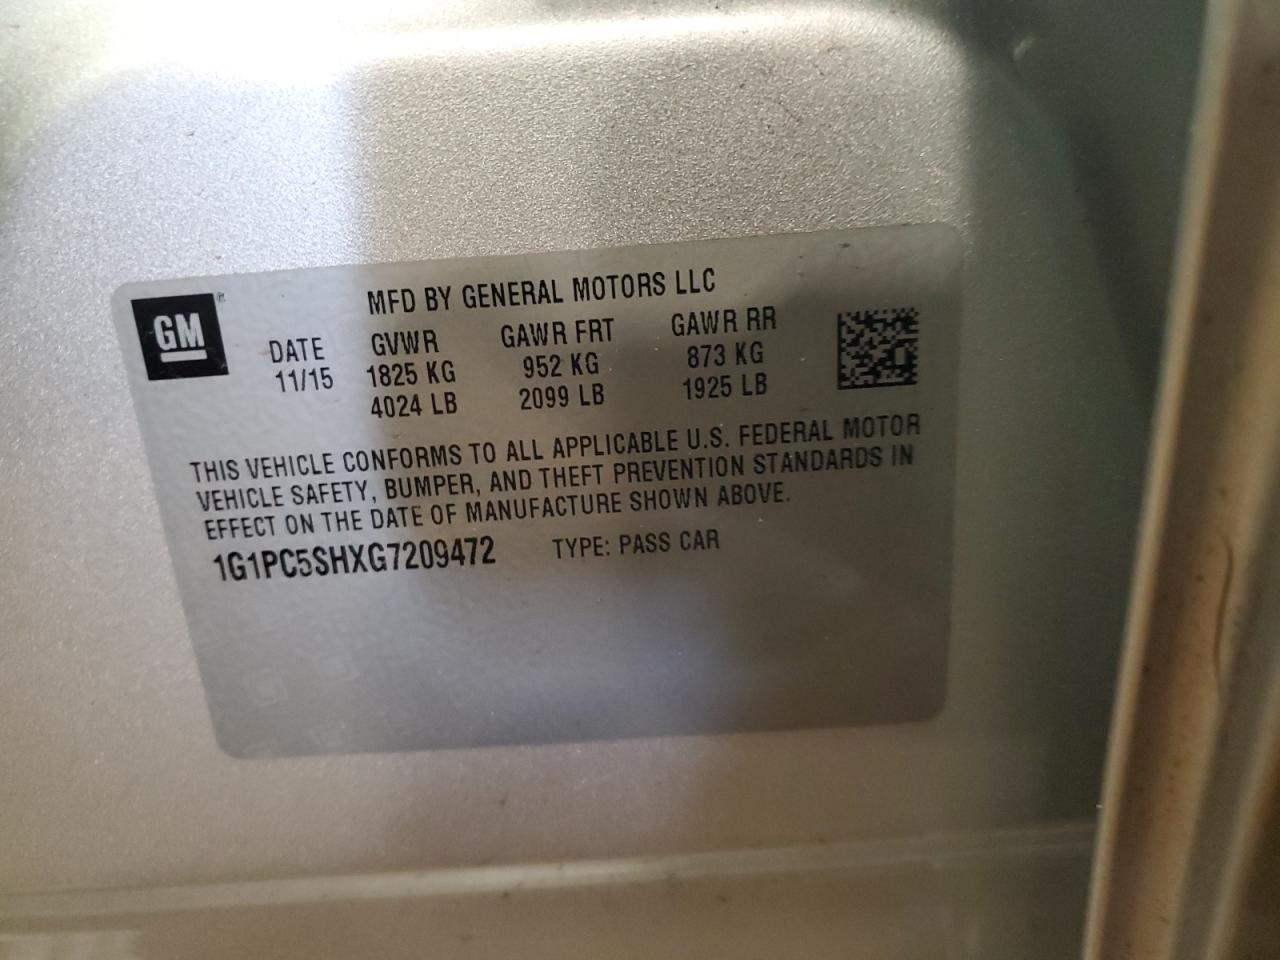 GM
MFD BY GENERAL MOTORS LLC
DATE GVWR GAWR FRT GAWR RR
11/15 1825 KG 952 KG 873 KG
4024 LB 2099 LB 1925 LB
THIS VEHICLE CONFORMS TO ALL APPLICABLE U.S. FEDERAL MOTOR
VEHICLE SAFETY, BUMPER, AND THEFT PREVENTION STANDARDS IN
EFFECT ON THE DATE OF MANUFACTURE SHOWN ABOVE.
1G1PC5SHXG7209472 TYPE: PASS CAR